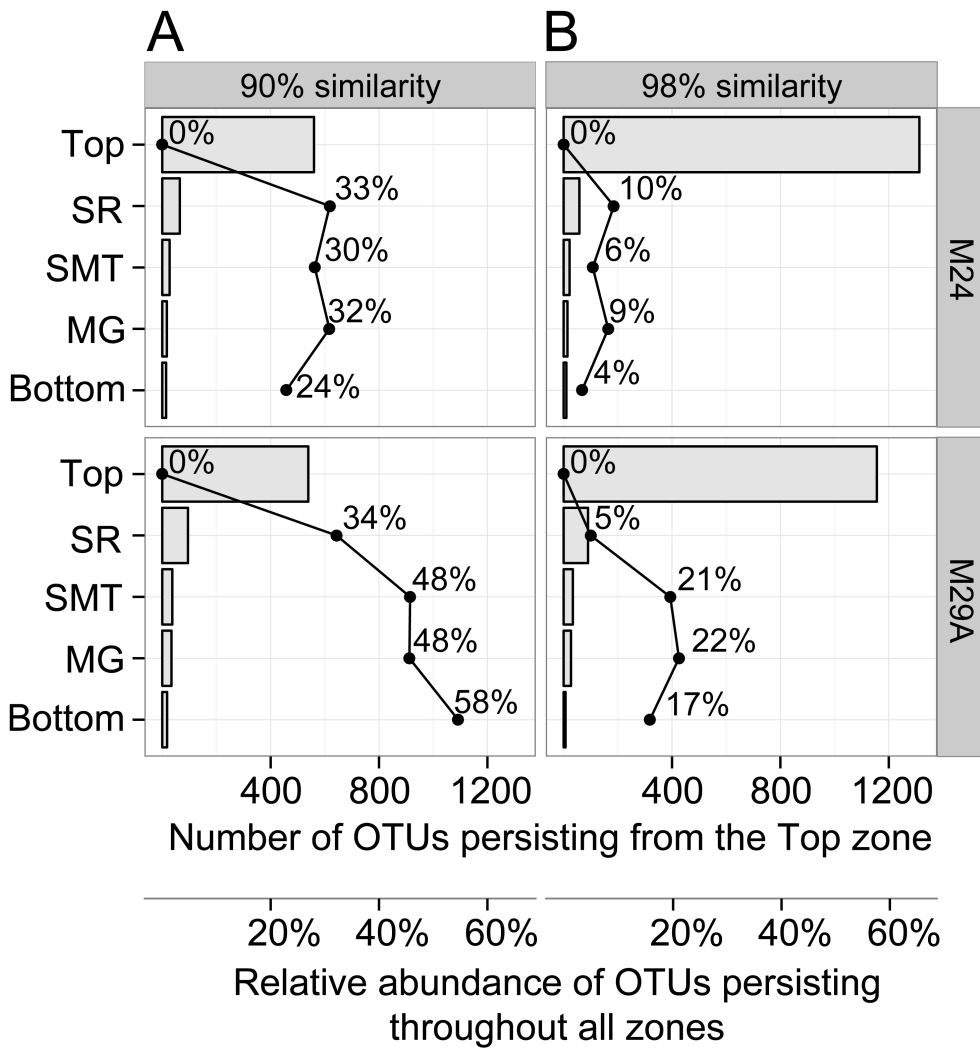 A B
90% similarity 98% similarity
Top 0% 0%
SR 33% 10%
SMT 30% 6%
MG 32% 9%
Bottom 24% 4%
M24
Top 0% 0%
SR 34% 5%
SMT 48% 21%
MG 48% 22%
Bottom 58% 17%
M29A
400 800 1200 400 800 1200
Number of OTUs persisting from the Top zone
20% 40% 60% 20% 40% 60%
Relative abundance of OTUs persisting
throughout all zones